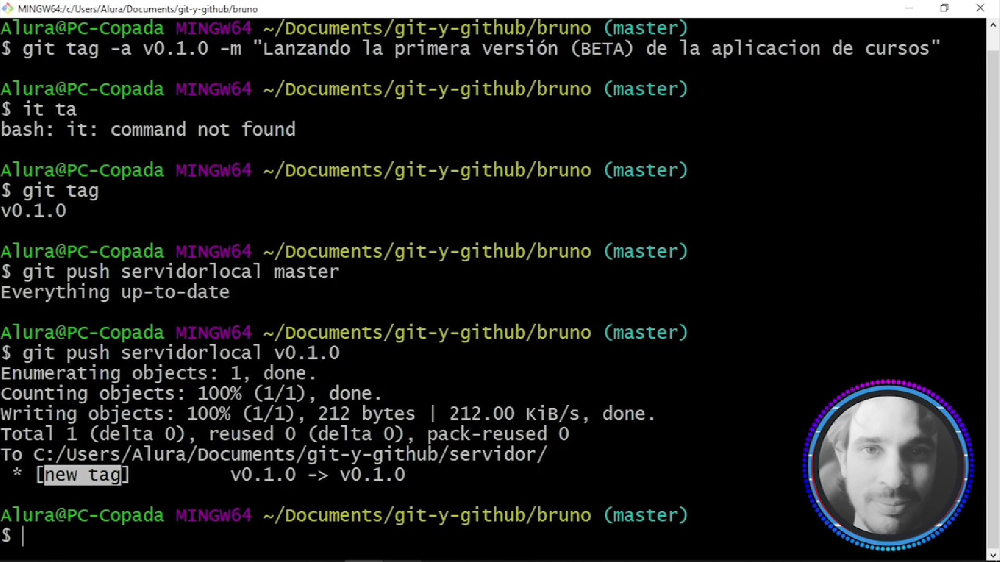 MINGW64:/c/Users/Alura/Documents/git-y-github/bruno
Alura@PC-Copada MINGW64 ~/Documents/git-y-github/bruno (master)
$ git tag -a v0.1.0 -m "Lanzando la primera versión (BETA) de la aplicacion de cursos"
Alura@PC-Copada MINGW64 ~/Documents/git-y-github/bruno (master)
$ it ta
bash: it: command not found
Alura@PC-Copada MINGW64 ~/Documents/git-y-github/bruno (master)
$ git tag
v0.1.0
Alura@PC-Copada MINGW64 ~/Documents/git-y-github/bruno (master)
$ git push servidorlocal master
Everything up-to-date
Alura@PC-Copada MINGW64 ~/Documents/git-y-github/bruno (master)
$ git push servidorlocal v0.1.0
Enumerating objects: 1, done.
Counting objects: 100% (1/1), done.
Writing objects: 100% (1/1), 212 bytes | 212.00 KiB/s, done.
Total 1 (delta 0), reused 0 (delta 0), pack-reused 0
To C:/Users/Alura/Documents/git-y-github/servidor/
 * [new tag]         v0.1.0 -> v0.1.0
Alura@PC-Copada MINGW64 ~/Documents/git-y-github/bruno (master)
$